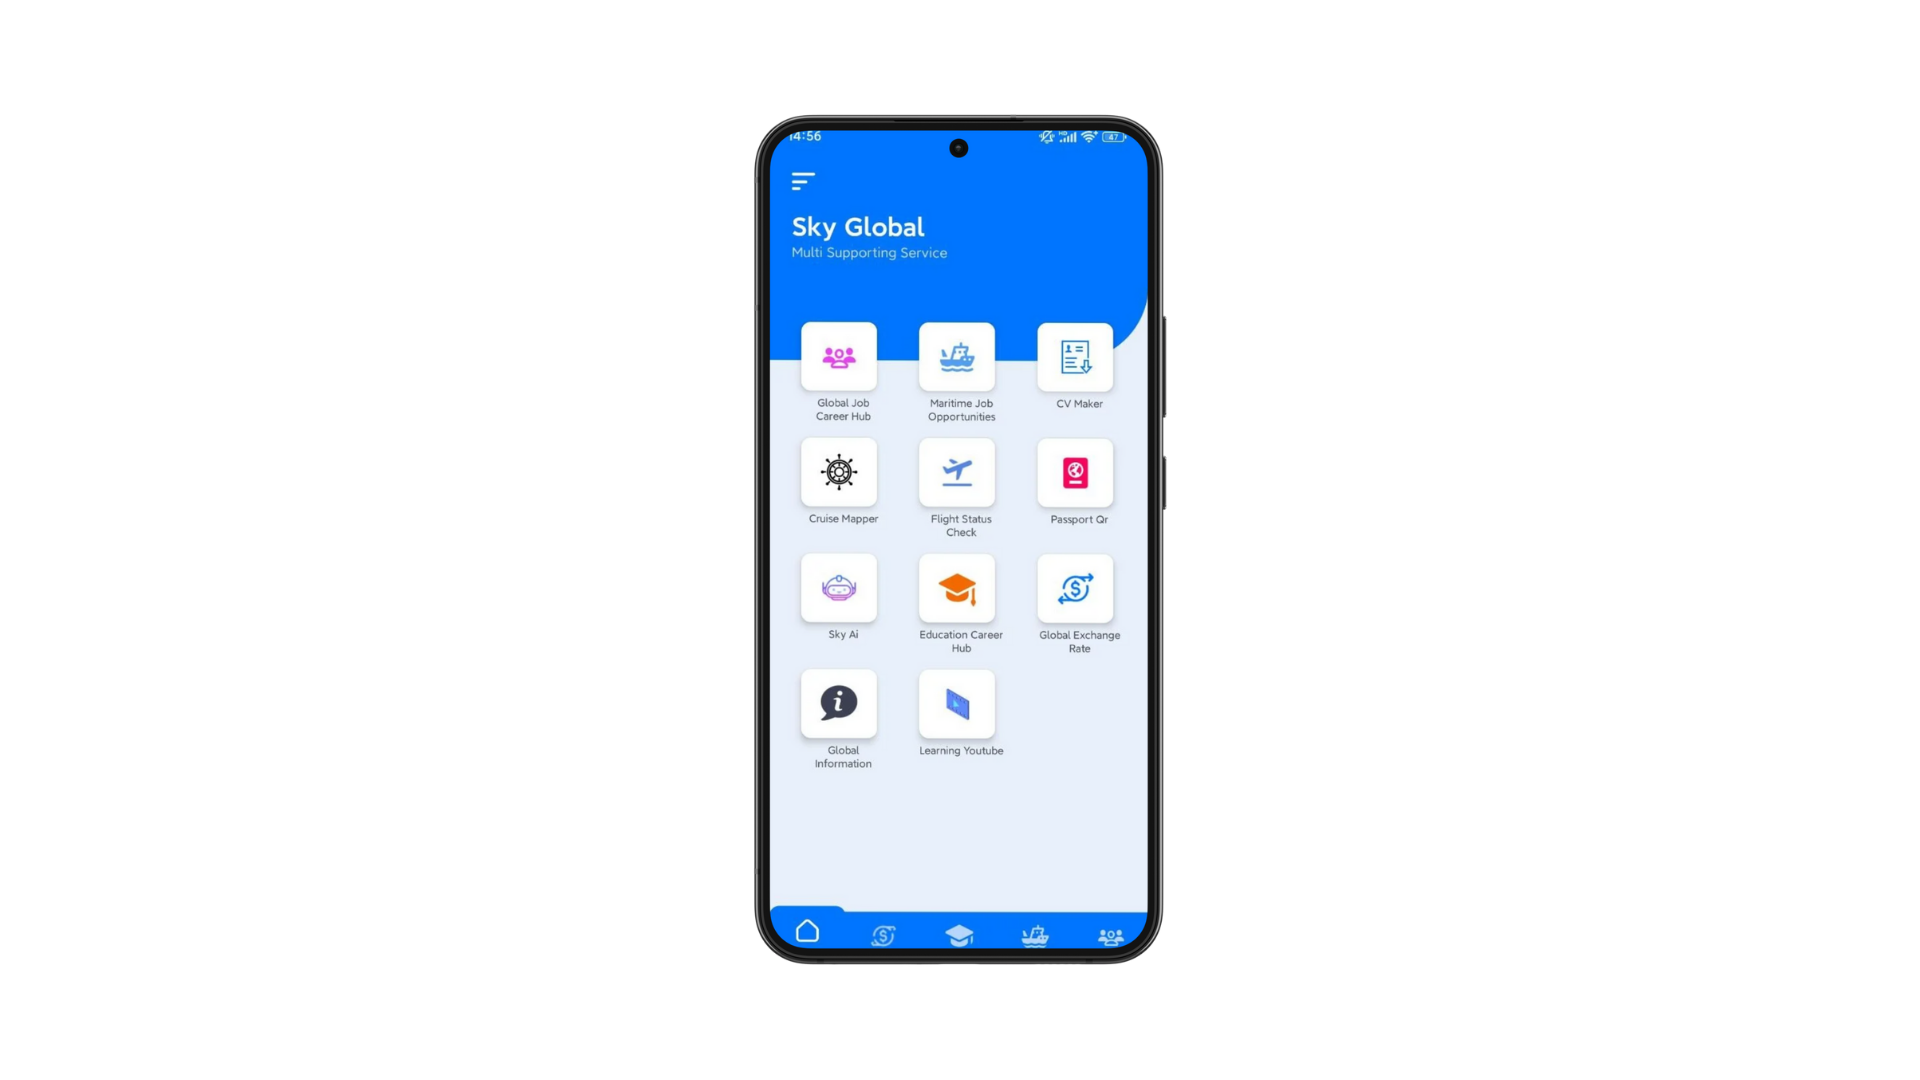 14:56
47
Sky Global
Multi Supporting Service
Global Job
Career Hub
Maritime Job
Opportunities
CV Maker
Cruise Mapper
Flight Status
Check
Passport Qr
Sky Ai
Education Career
Hub
Global Exchange
Rate
Global
Information
Learning Youtube